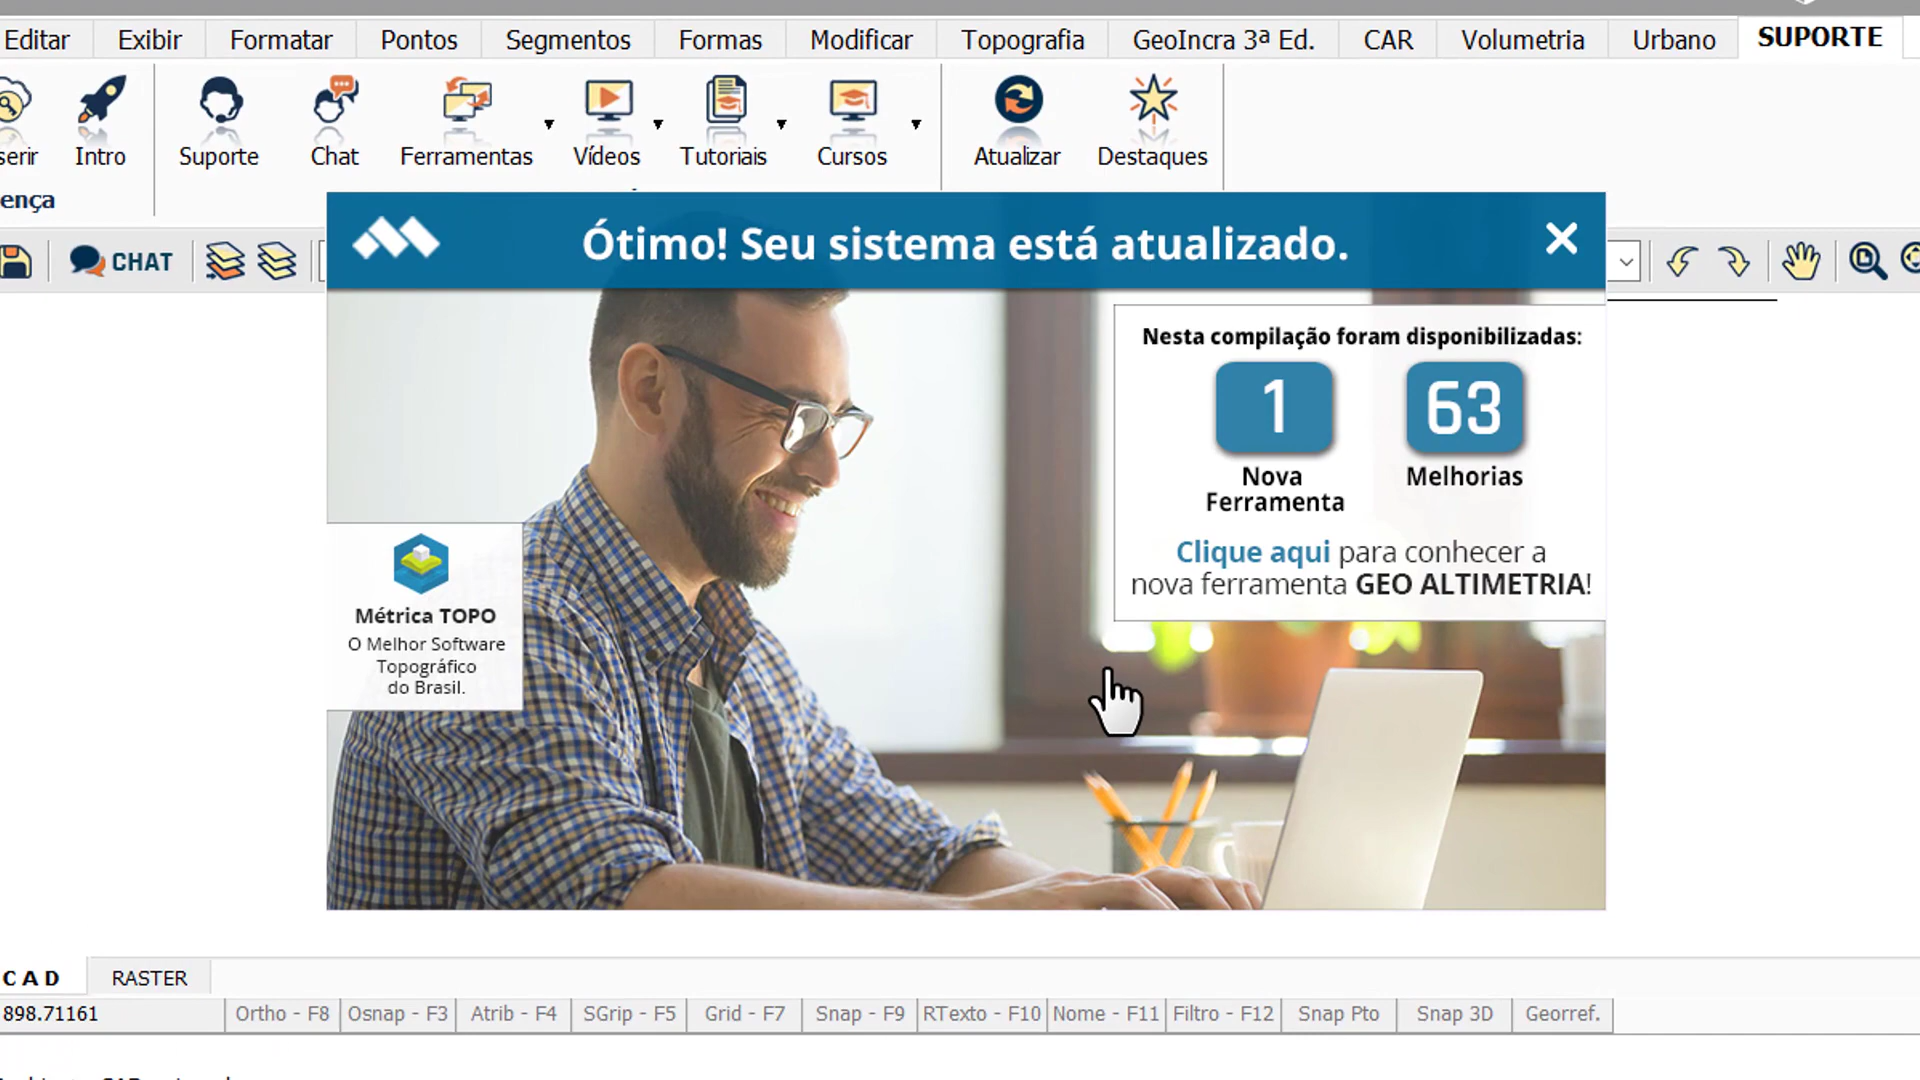 Editar Exibir Formatar Pontos Segmentos Formas Modificar Topografia GeoIncra 3ª Ed. CAR Volumetria Urbano SUPORTE
serir Intro Suporte Chat Ferramentas Vídeos Tutoriais Cursos Atualizar Destaques
ença
CHAT
Ótimo! Seu sistema está atualizado.
Nesta compilação foram disponibilizadas:
1 63
Nova Ferramenta
Melhorias
Clique aqui para conhecer a
nova ferramenta GEO ALTIMETRIA!
Métrica TOPO
O Melhor Software
Topográfico
do Brasil.
CAD RASTER
898.71161 Ortho - F8 Osnap - F3 Atrib - F4 SGrip - F5 Grid - F7 Snap - F9 RTexto - F10 Nome - F11 Filtro - F12 Snap Pto Snap 3D Georref.